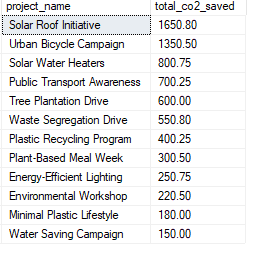 project_name total_co2_saved
Solar Roof Initiative 1650.80
Urban Bicycle Campaign 1350.50
Solar Water Heaters 800.75
Public Transport Awareness 700.25
Tree Plantation Drive 600.00
Waste Segregation Drive 550.80
Plastic Recycling Program 400.25
Plant-Based Meal Week 300.50
Energy-Efficient Lighting 250.75
Environmental Workshop 220.50
Minimal Plastic Lifestyle 180.00
Water Saving Campaign 150.00